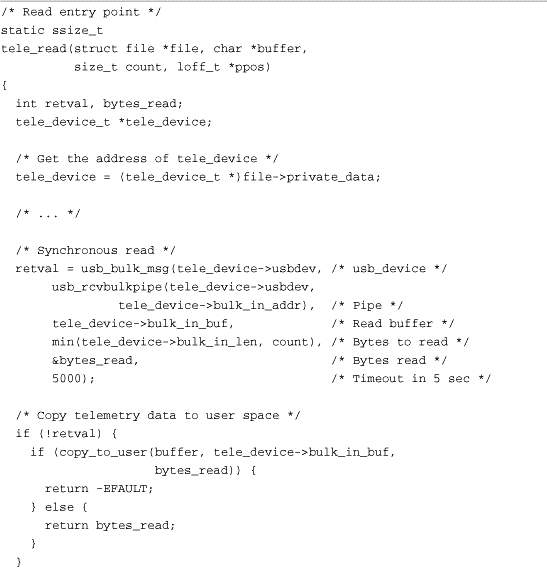 /* Read entry point */
static ssize_t
tele_read(struct file *file, char *buffer,
          size_t count, loff_t *ppos)
{
  int retval, bytes_read;
  tele_device_t *tele_device;

  /* Get the address of tele_device */
  tele_device = (tele_device_t *)file->private_data;

  /* ... */

  /* Synchronous read */
  retval = usb_bulk_msg(tele_device->usbdev, /* usb_device */
       usb_rcvbulkpipe(tele_device->usbdev,
                tele_device->bulk_in_addr),  /* Pipe */
       tele_device->bulk_in_buf,             /* Read buffer */
       min(tele_device->bulk_in_len, count), /* Bytes to read */
       &bytes_read,                          /* Bytes read */
       5000);                                /* Timeout in 5 sec */

  /* Copy telemetry data to user space */
  if (!retval) {
    if (copy_to_user(buffer, tele_device->bulk_in_buf,
                     bytes_read)) {
      return -EFAULT;
    } else {
      return bytes_read;
    }
  }